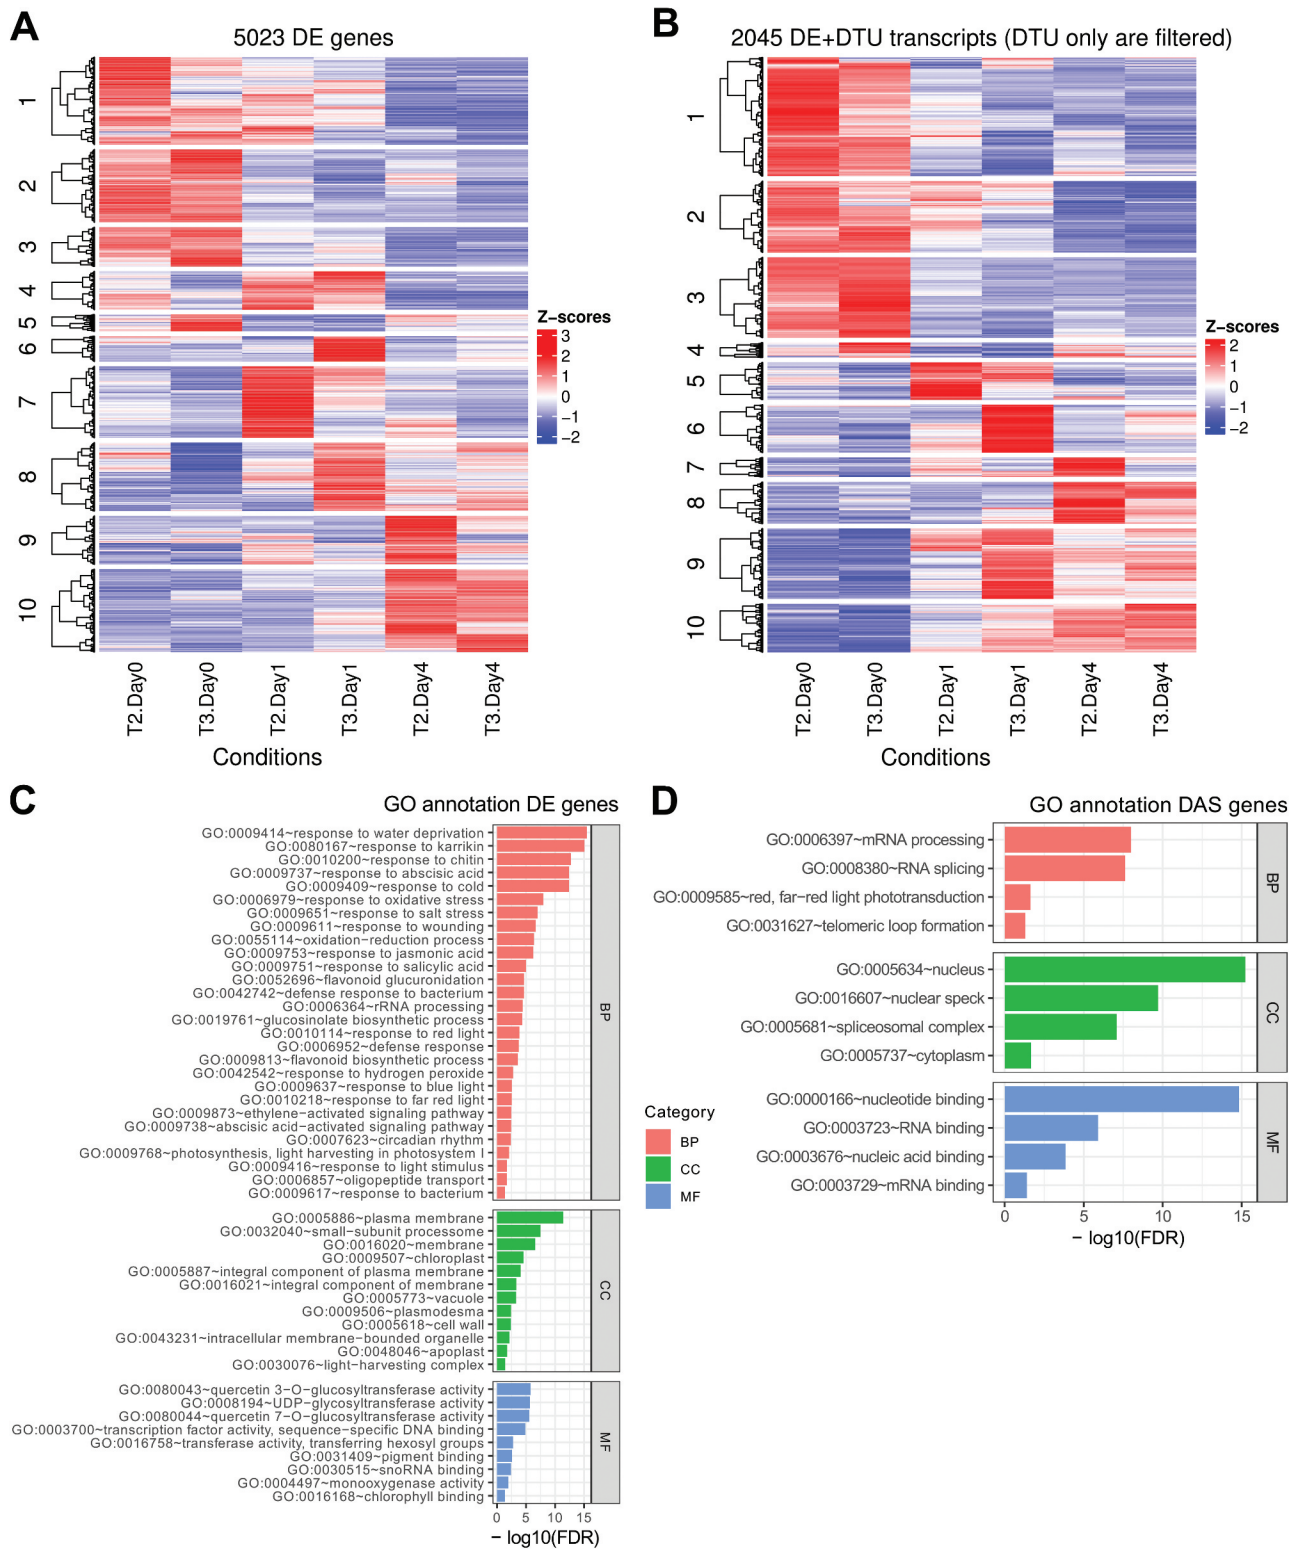 A
5023 DE genes
1
2
3
4
5
6
7
8
9
10
Z−scores
3
2
1
0
−1
−2
T2.Day0
T3.Day0
T2.Day1
T3.Day1
T2.Day4
T3.Day4
Conditions
B
2045 DE+DTU transcripts (DTU only are filtered)
1
2
3
4
5
6
7
8
9
10
Z−scores
2
1
0
−1
−2
T2.Day0
T3.Day0
T2.Day1
T3.Day1
T2.Day4
T3.Day4
Conditions
C
GO annotation DE genes
GO:0009414~response to water deprivation
GO:0080167~response to karrikin
GO:0010200~response to chitin
GO:0009737~response to abscisic acid
GO:0009409~response to cold
GO:0006979~response to oxidative stress
GO:0009651~response to salt stress
GO:0009611~response to wounding
GO:0055114~oxidation−reduction process
GO:0009753~response to jasmonic acid
GO:0009751~response to salicylic acid
GO:0052696~flavonoid glucuronidation
GO:0042742~defense response to bacterium
GO:0006364~rRNA processing
GO:0019761~glucosinolate biosynthetic process
GO:0010114~response to red light
GO:0006952~defense response
GO:0009813~flavonoid biosynthetic process
GO:0042542~response to hydrogen peroxide
GO:0009637~response to blue light
GO:0010218~response to far red light
GO:0009873~ethylene−activated signaling pathway
GO:0009738~abscisic acid−activated signaling pathway
GO:0007623~circadian rhythm
GO:0009768~photosynthesis, light harvesting in photosystem I
GO:0009416~response to light stimulus
GO:0006857~oligopeptide transport
GO:0009617~response to bacterium
BP
GO:0005886~plasma membrane
GO:0032040~small−subunit processome
GO:0016020~membrane
GO:0009507~chloroplast
GO:0005887~integral component of plasma membrane
GO:0016021~integral component of membrane
GO:0005773~vacuole
GO:0009506~plasmodesma
GO:0005618~cell wall
GO:0043231~intracellular membrane−bounded organelle
GO:0048046~apoplast
GO:0030076~light−harvesting complex
CC
GO:0080043~quercetin 3−O−glucosyltransferase activity
GO:0008194~UDP−glycosyltransferase activity
GO:0080044~quercetin 7−O−glucosyltransferase activity
GO:0003700~transcription factor activity, sequence−specific DNA binding
GO:0016758~transferase activity, transferring hexosyl groups
GO:0031409~pigment binding
GO:0030515~snoRNA binding
GO:0004497~monooxygenase activity
GO:0016168~chlorophyll binding
MF
0 5 10 15
− log10(FDR)
Category
BP
CC
MF
D
GO annotation DAS genes
GO:0006397~mRNA processing
GO:0008380~RNA splicing
GO:0009585~red, far−red light phototransduction
GO:0031627~telomeric loop formation
BP
GO:0005634~nucleus
GO:0016607~nuclear speck
GO:0005681~spliceosomal complex
GO:0005737~cytoplasm
CC
GO:0000166~nucleotide binding
GO:0003723~RNA binding
GO:0003676~nucleic acid binding
GO:0003729~mRNA binding
MF
0 5 10 15
− log10(FDR)